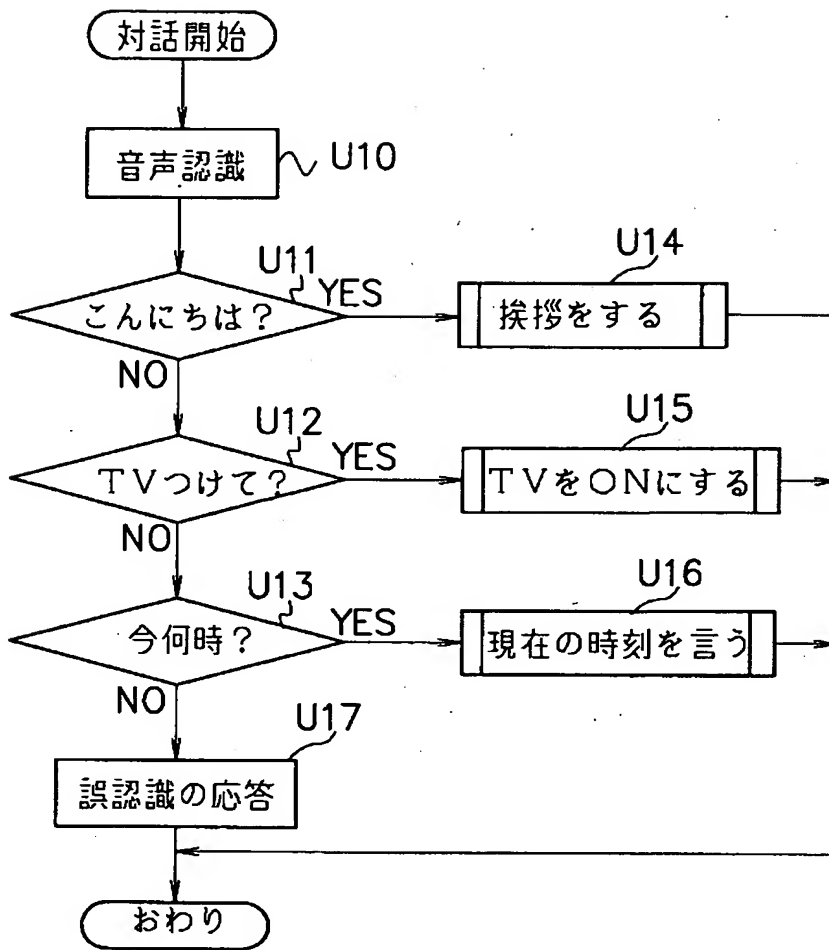 対話開始
音声認識
U10
U11
こんにちは?
YES
NO
U14
挨拶をする
U12
TVつけて?
YES
NO
U15
TVをONにする
U13
今何時?
YES
NO
U16
現在の時刻を言う
U17
誤認識の応答
おわり